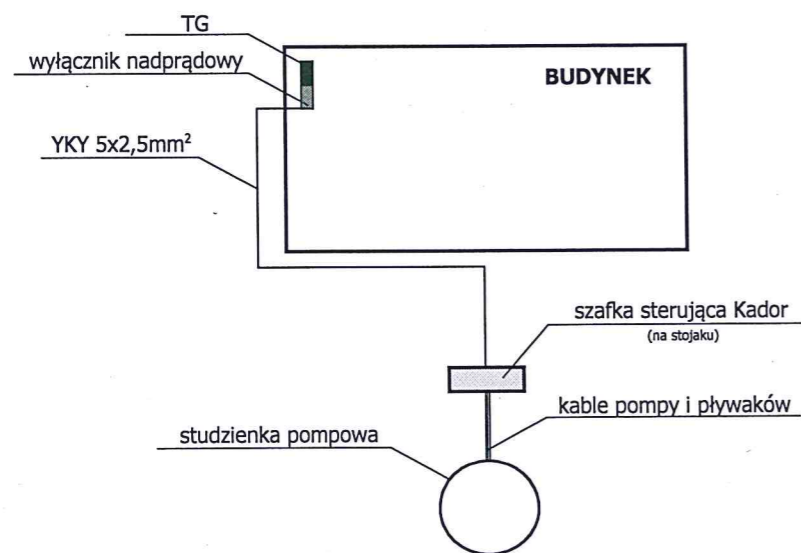 TG
wyłącznik nadprądowy
BUDYNEK
YKY 5x2,5mm²
szafka sterująca Kador
(na stojaku)
kable pompy i pływaków
studzienka pompowa